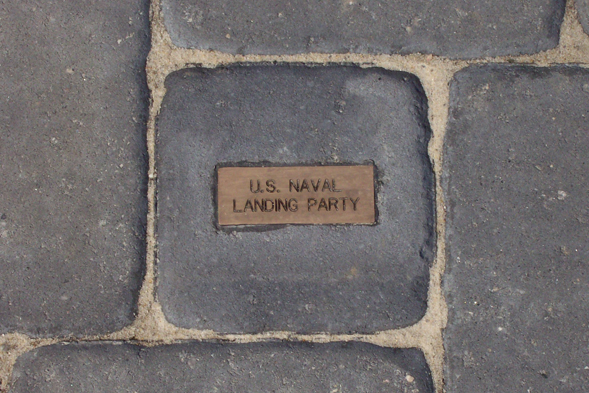 U.S. NAVAL
LANDING PARTY